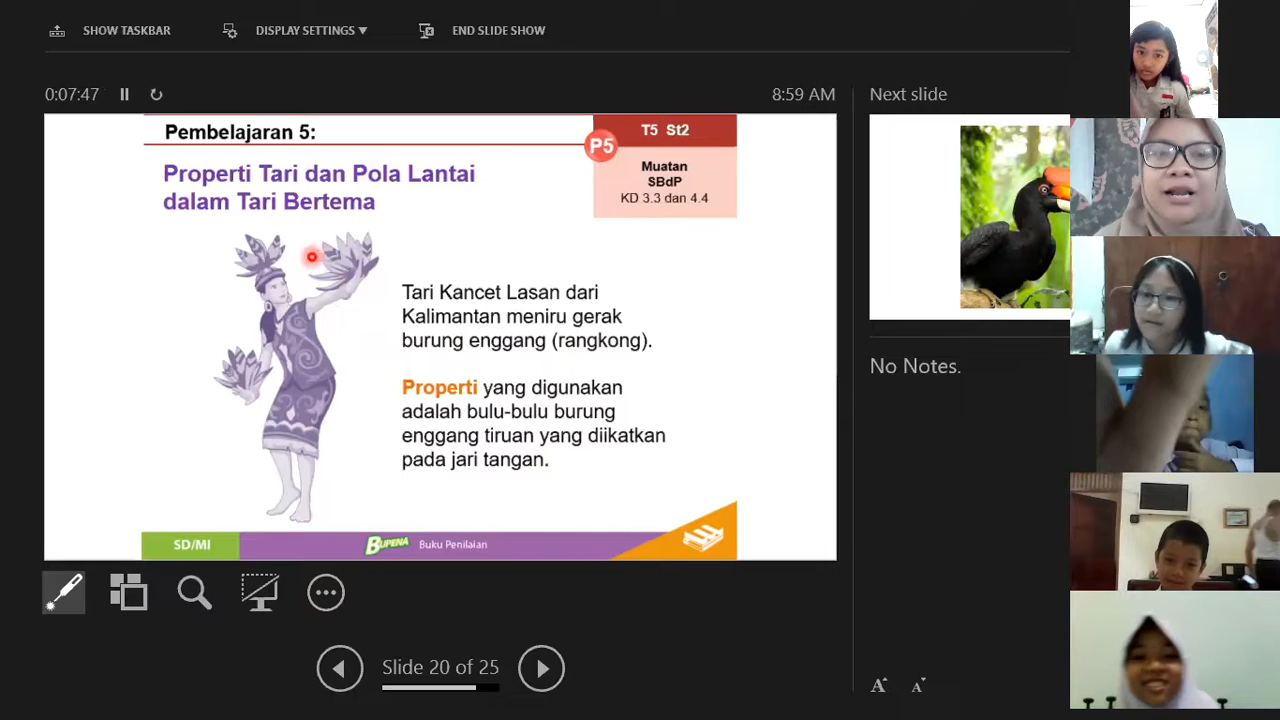 SHOW TASKBAR
DISPLAY SETTINGS ▼
END SLIDE SHOW
0:07:47
8:59 AM
Next slide
Pembelajaran 5:
P5
T5 St2
Properti Tari dan Pola Lantai
dalam Tari Bertema
Muatan
SBdP
KD 3.3 dan 4.4
Tari Kancet Lasan dari
Kalimantan meniru gerak
burung enggang (rangkong).
Properti yang digunakan
adalah bulu-bulu burung
enggang tiruan yang diikatkan
pada jari tangan.
No Notes.
SD/MI
BUPENA
Buku Penilaian
Slide 20 of 25
A A